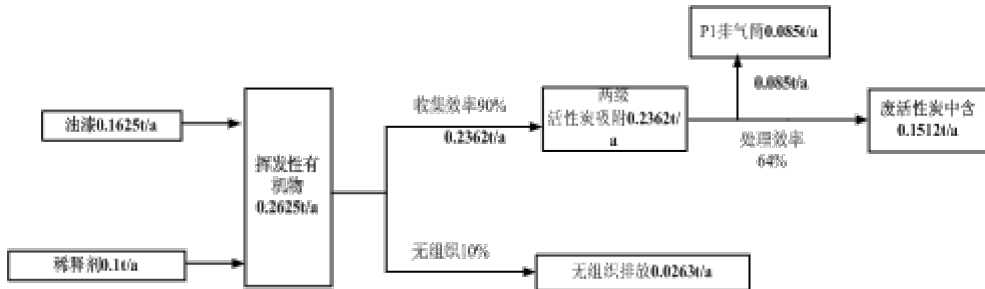 P1排气筒0.085t/a
0.085t/a
收集效率90%
0.2362t/a
两级
活性炭吸附0.2362t/
a
处理效率
64%
废活性炭中含
0.1512t/a
油漆0.1625t/a
挥发性有
机物
0.2625t/a
稀释剂0.1t/a
无组织10%
无组织排放0.0263t/a